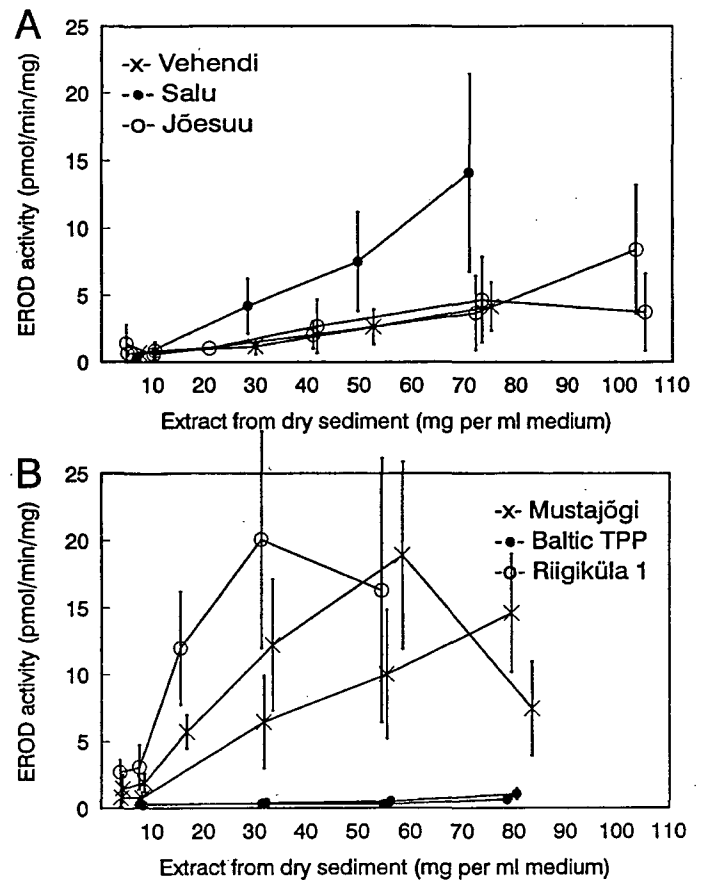 A
25
20
15
10
5
0
EROD activity (pmol/min/mg)
-x- Vehendi
-●- Salu
-o- Jõesuu
10 20 30 40 50 60 70 80 90 100 110
Extract from dry sediment (mg per ml medium)
B
25
20
15
10
5
0
EROD activity (pmol/min/mg)
-x- Mustajõgi
-●- Baltic TPP
-o- Riigiküla 1
10 20 30 40 50 60 70 80 90 100 110
Extract from dry sediment (mg per ml medium)